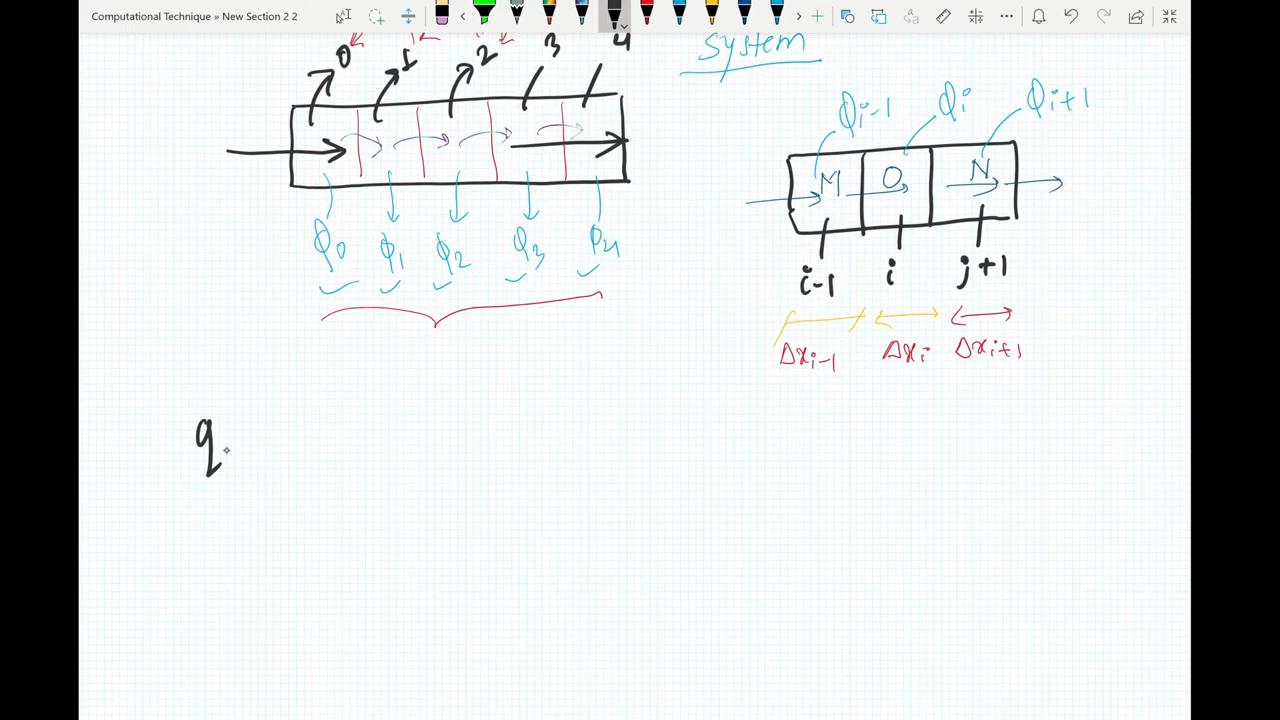 Computational Technique » New Section 2 2
System
0 1 2 3 4
Φi-1 Φi Φi+1
M O N
Φ0 Φ1 Φ2 Φ3 Φ4
i-1 i i+1
Δxi-1 Δxi Δxi+1
q